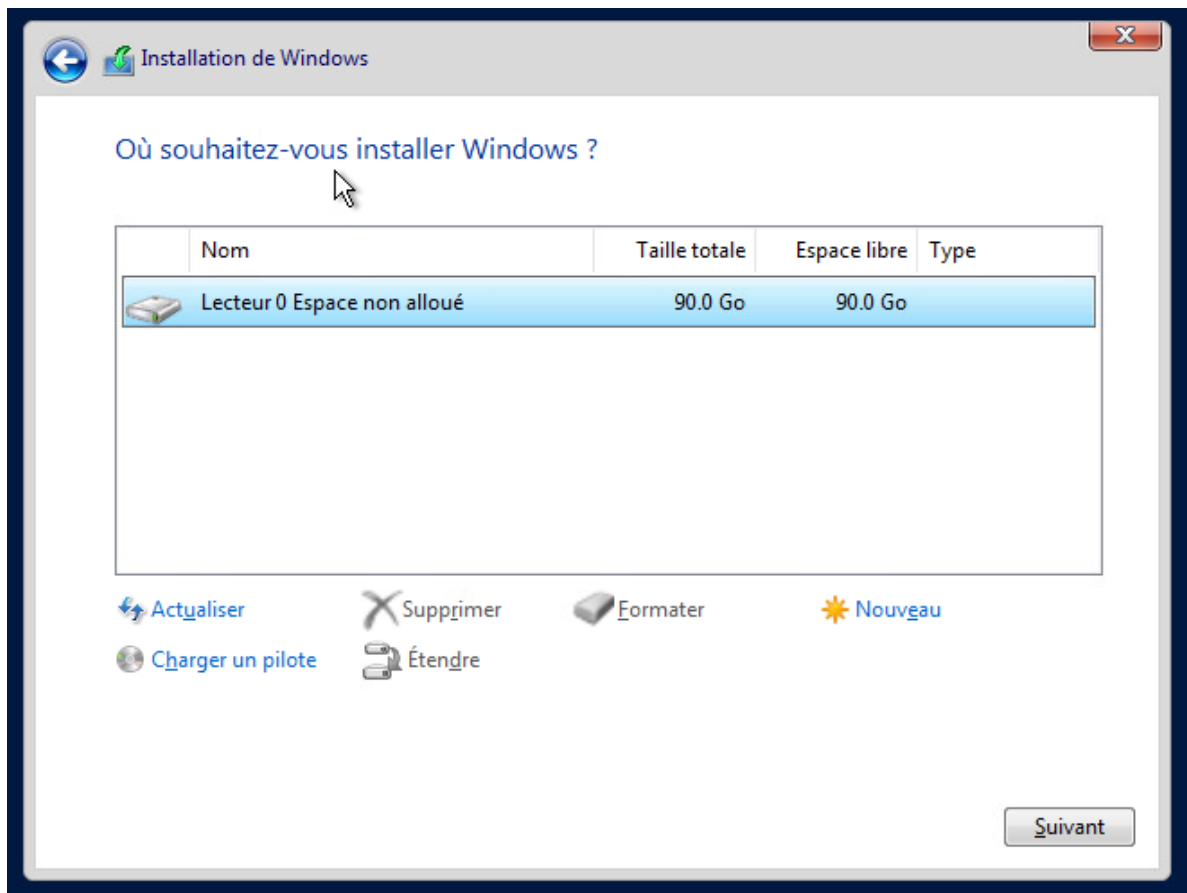 Installation de Windows
Où souhaitez-vous installer Windows ?
Nom Taille totale Espace libre Type
Lecteur 0 Espace non alloué 90.0 Go 90.0 Go
Actualiser Supprimer Formater Nouveau
Charger un pilote Étendre
Suivant